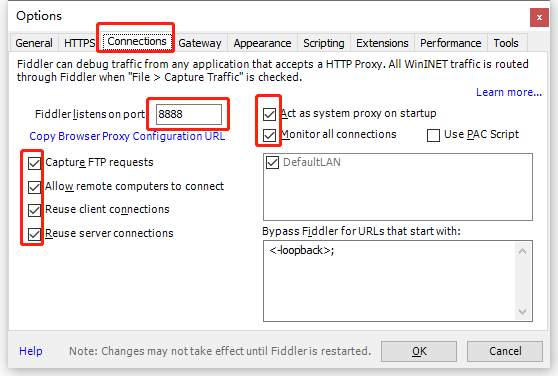 Options
General HTTPS Connections Gateway Appearance Scripting Extensions Performance Tools
Fiddler can debug traffic from any application that accepts a HTTP Proxy. All WinINET traffic is routed
through Fiddler when "File > Capture Traffic" is checked.
Learn more...
Fiddler listens on port: 8888
Copy Browser Proxy Configuration URL
Capture FTP requests
Allow remote computers to connect
Reuse client connections
Reuse server connections
Act as system proxy on startup
Monitor all connections Use PAC Script
DefaultLAN
Bypass Fiddler for URLs that start with:
<-loopback>;
Help Note: Changes may not take effect until Fiddler is restarted. OK Cancel